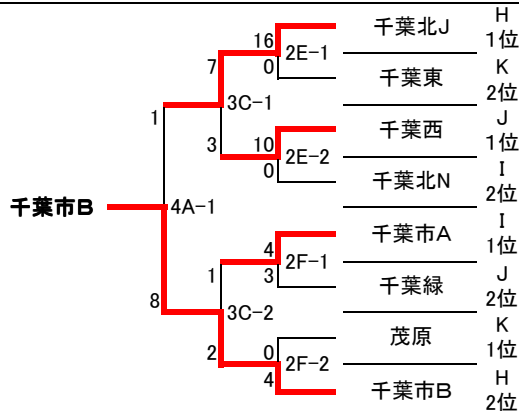 H
16 千葉北J 1位
2E-1
7 0 千葉東 K
2位
1 3C-1
J
3 10 千葉西 1位
2E-2
0 千葉北N I
2位
千葉市B 4A-1
I
4 千葉市A 1位
2F-1
1 3 千葉緑 J
2位
8 3C-2
K
2 0 茂原 1位
2F-2
4 千葉市B H
2位